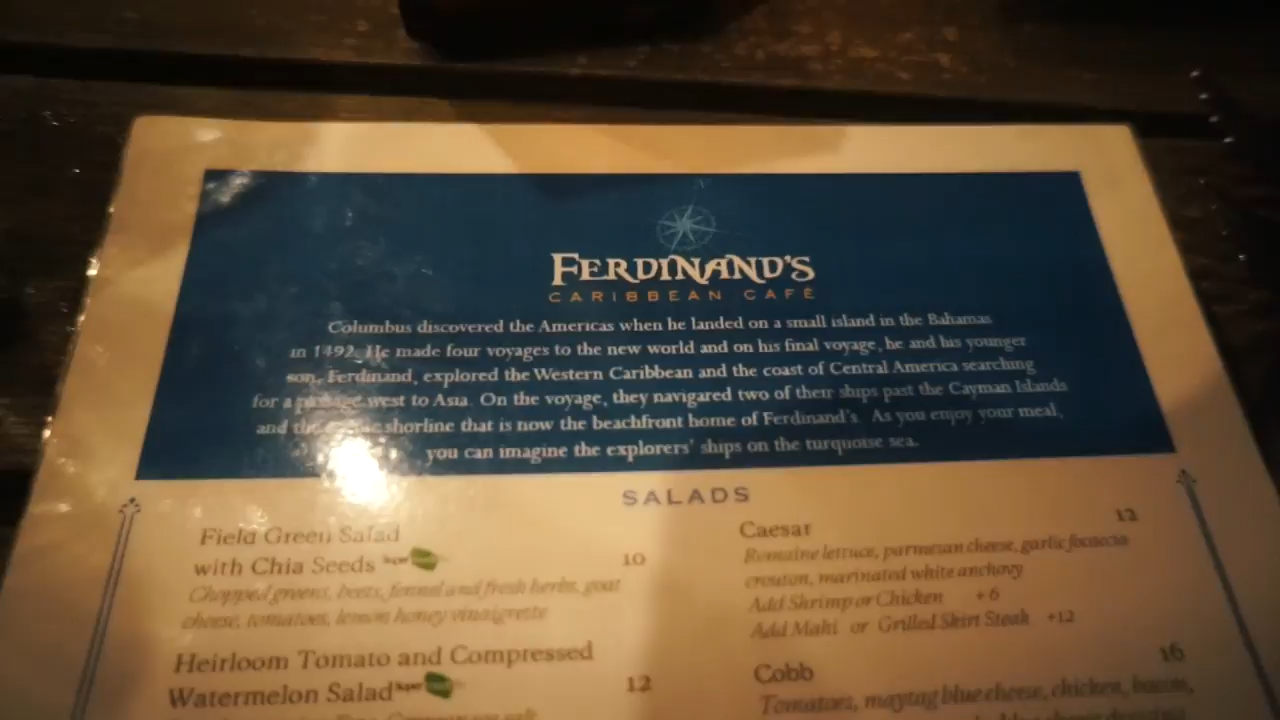 FERDINAND'S
CARIBBEAN CAFÉ
Columbus discovered the Americas when he landed on a small island in the Bahamas
in 1492. He made four voyages to the new world and on his final voyage, he and his younger
son, Ferdinand, explored the Western Caribbean and the coast of Central America searching
for a passage west to Asia. On the voyage, they navigared two of their ships past the Cayman Islands
and the shorline that is now the beachfront home of Ferdinand's. As you enjoy your meal,
you can imagine the explorers' ships on the turquoise sea.
SALADS
Field Green Salad
with Chia Seeds 10
Chopped greens, beets, fennel and fresh herbs, goat
cheese, tomatoes, lemon honey vinaigrette
Heirloom Tomato and Compressed
Watermelon Salad 12
Caesar 12
Romaine lettuce, parmesan cheese, garlic focaccia
crouton, marinated white anchovy
Add Shrimp or Chicken +6
Add Mahi or Grilled Skirt Steak +12
Cobb 16
Tomatoes, maytag blue cheese, chicken, bacon,